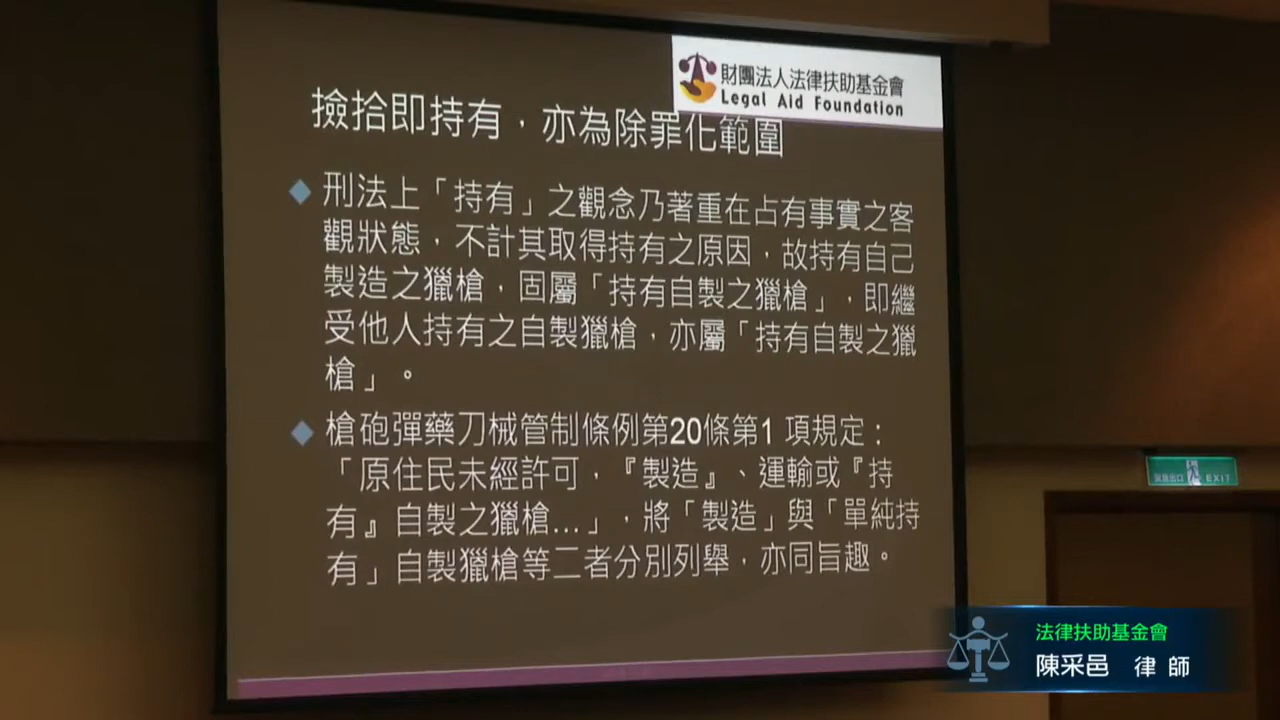 財團法人法律扶助基金會
Legal Aid Foundation
撿拾即持有，亦為除罪化範圍
刑法上「持有」之觀念乃著重在占有事實之客
觀狀態，不計其取得持有之原因，故持有自己
製造之獵槍，固屬「持有自製之獵槍」，即繼
受他人持有之自製獵槍，亦屬「持有自製之獵
槍」。
槍砲彈藥刀械管制條例第20條第1 項規定：
「原住民未經許可，『製造』、運輸或『持
有』自製之獵槍...」，將「製造」與「單純持
有」自製獵槍等二者分別列舉，亦同旨趣。
緊急出口 EXIT
法律扶助基金會
陳采邑 律師